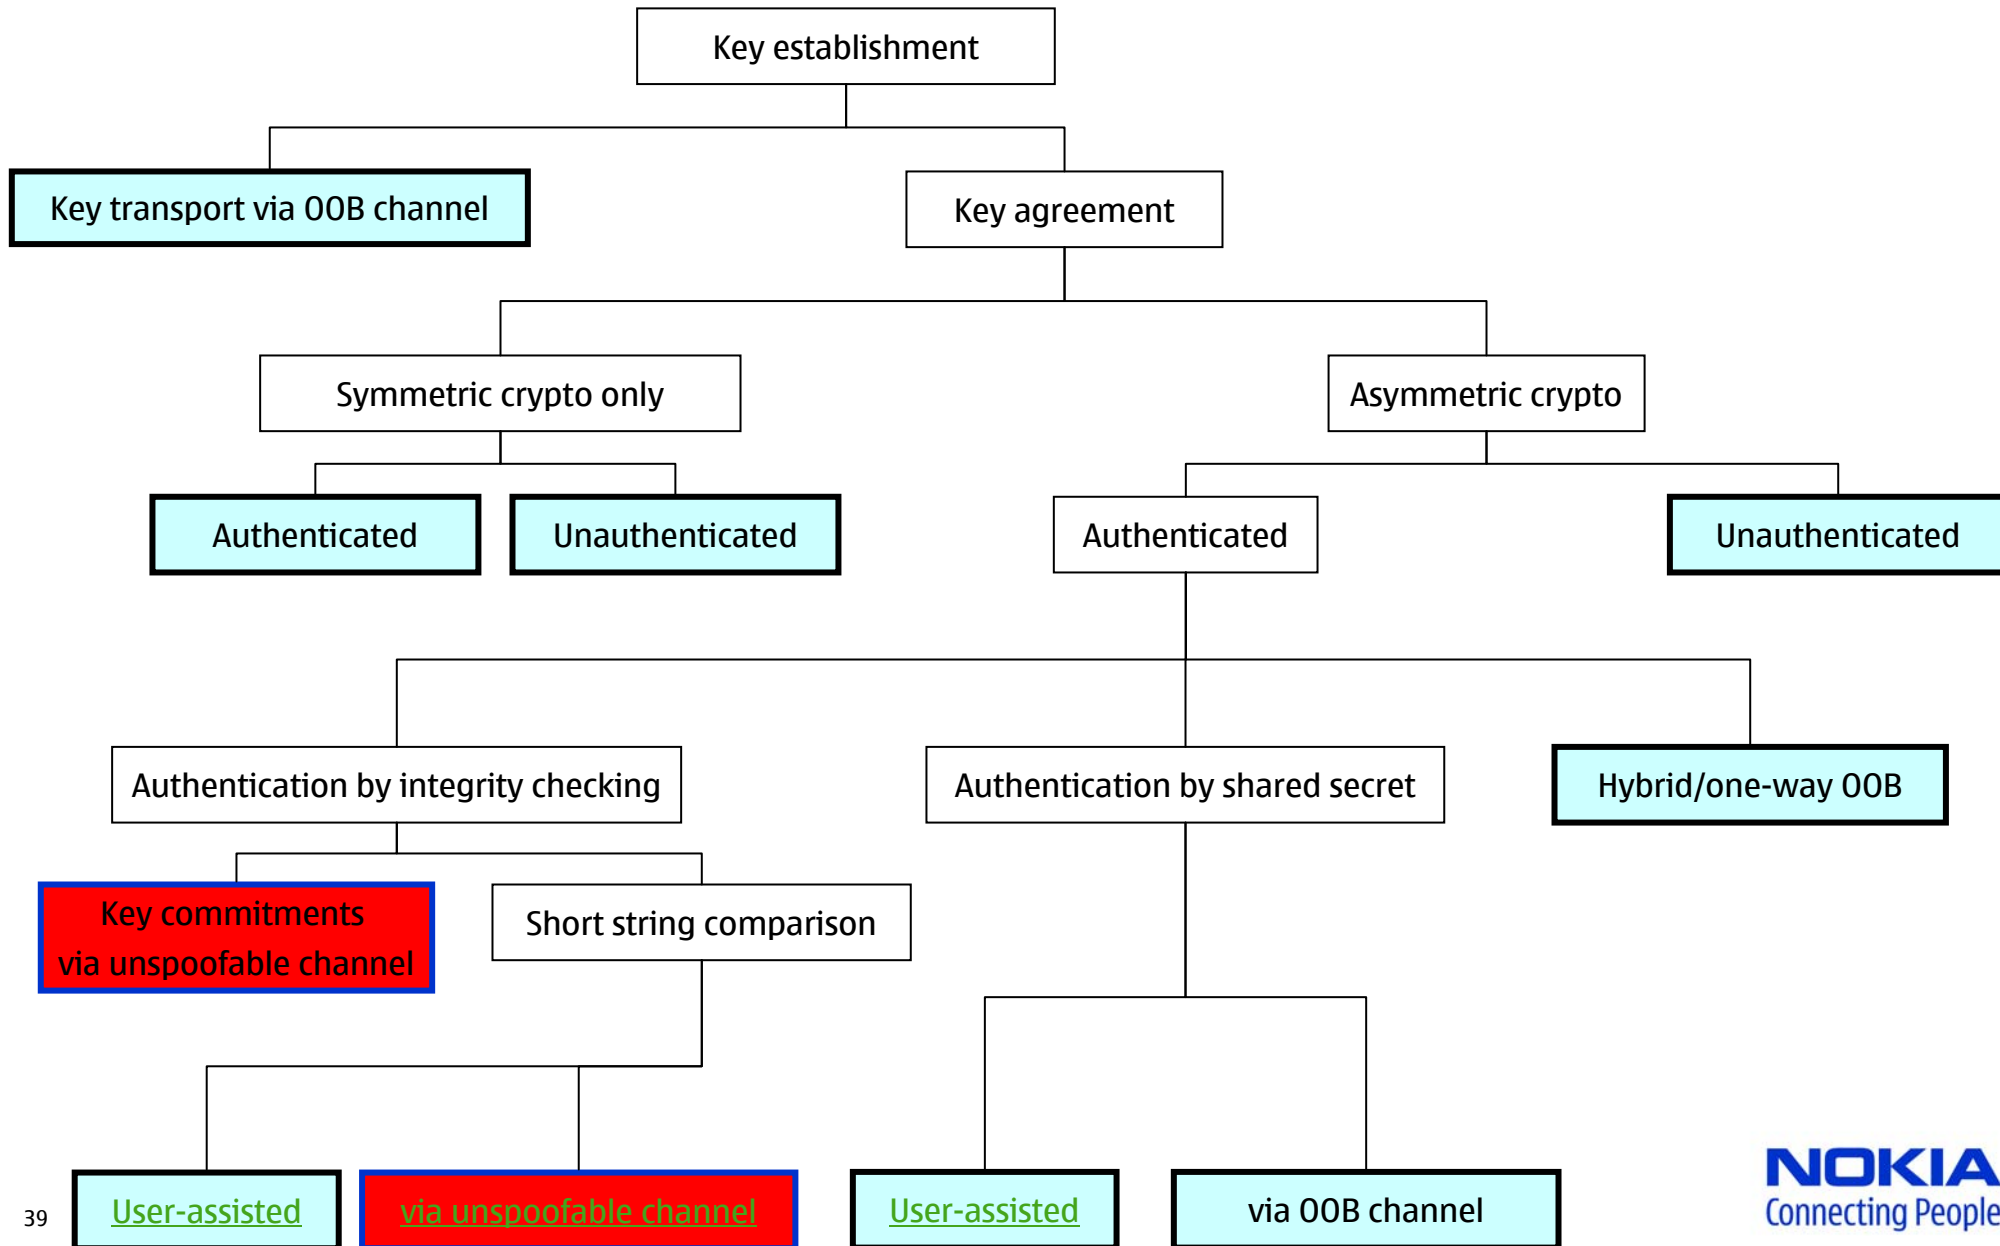 Key establishment
Key transport via OOB channel
Key agreement
Symmetric crypto only
Asymmetric crypto
Authenticated
Unauthenticated
Authenticated
Unauthenticated
Authentication by integrity checking
Authentication by shared secret
Hybrid/one-way OOB
Key commitments
via unspoofable channel
Short string comparison
User-assisted
via unspoofable channel
User-assisted
via OOB channel
39
NOKIA
Connecting People